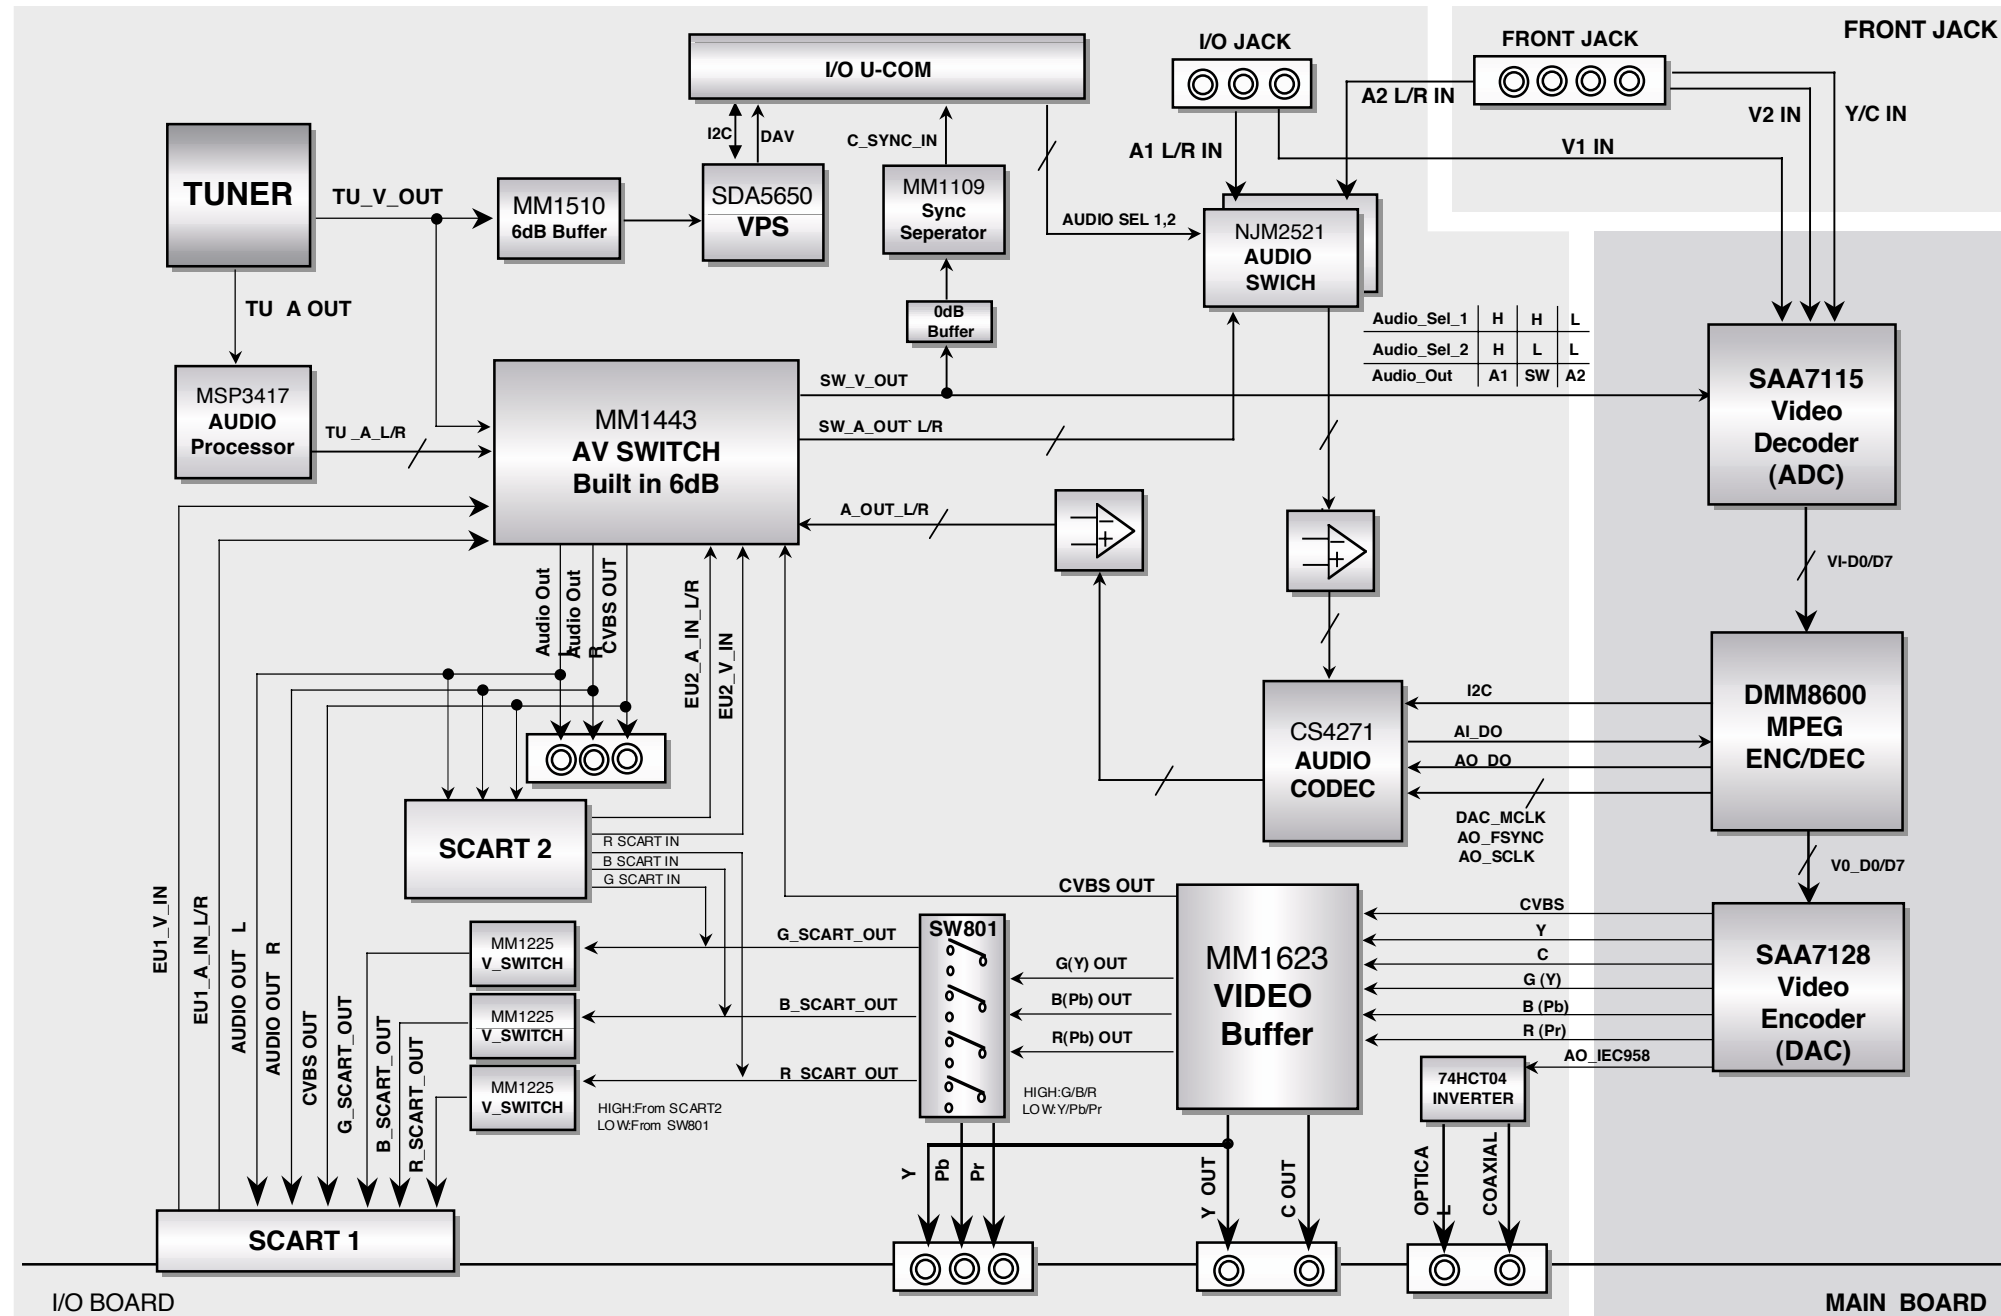 FRONT JACK
I/O JACK
FRONT JACK
I/O U-COM
A2 L/R IN
V2 IN
Y/C IN
I2C
DAV
C_SYNC_IN
A1 L/R IN
V1 IN
TUNER
TU_V_OUT
MM1510
6dB Buffer
SDA5650
VPS
MM1109
Sync
Seperator
AUDIO SEL 1,2
NJM2521
AUDIO
SWICH
TU A OUT
0dB
Buffer
Audio_Sel_1 H H L
Audio_Sel_2 H L L
Audio_Out A1 SW A2
MSP3417
AUDIO
Processor
TU _A_L/R
MM1443
AV SWITCH
Built in 6dB
SW_V_OUT
SW_A_OUT` L/R
SAA7115
Video
Decoder
(ADC)
A_OUT_L/R
−
+
−
+
VI-D0/D7
Audio Out
L
Audio Out
R
CVBS OUT
EU2_A_IN_L/R
EU2_V_IN
CS4271
AUDIO
CODEC
I2C
AI_DO
AO_DO
DAC_MCLK
AO_FSYNC
AO_SCLK
DMM8600
MPEG
ENC/DEC
V0_D0/D7
SCART 2
R SCART IN
B SCART IN
G SCART IN
CVBS OUT
EU1_V_IN
EU1_A_IN_L/R
AUDIO OUT L
AUDIO OUT R
CVBS OUT
G_SCART_OUT
B_SCART_OUT
R_SCART_OUT
MM1225
V_SWITCH
MM1225
V_SWITCH
MM1225
V_SWITCH
G_SCART_OUT
B_SCART_OUT
R_SCART_OUT
HIGH:From SCART2
LOW:From SW801
SW801
G(Y) OUT
B(Pb) OUT
R(Pb) OUT
HIGH:G/B/R
LOW:Y/Pb/Pr
MM1623
VIDEO
Buffer
CVBS
Y
C
G (Y)
B (Pb)
R (Pr)
AO_IEC958
SAA7128
Video
Encoder
(DAC)
74HCT04
INVERTER
Y
Pb
Pr
Y OUT
C OUT
OPTICA
L
COAXIAL
SCART 1
I/O BOARD
MAIN BOARD